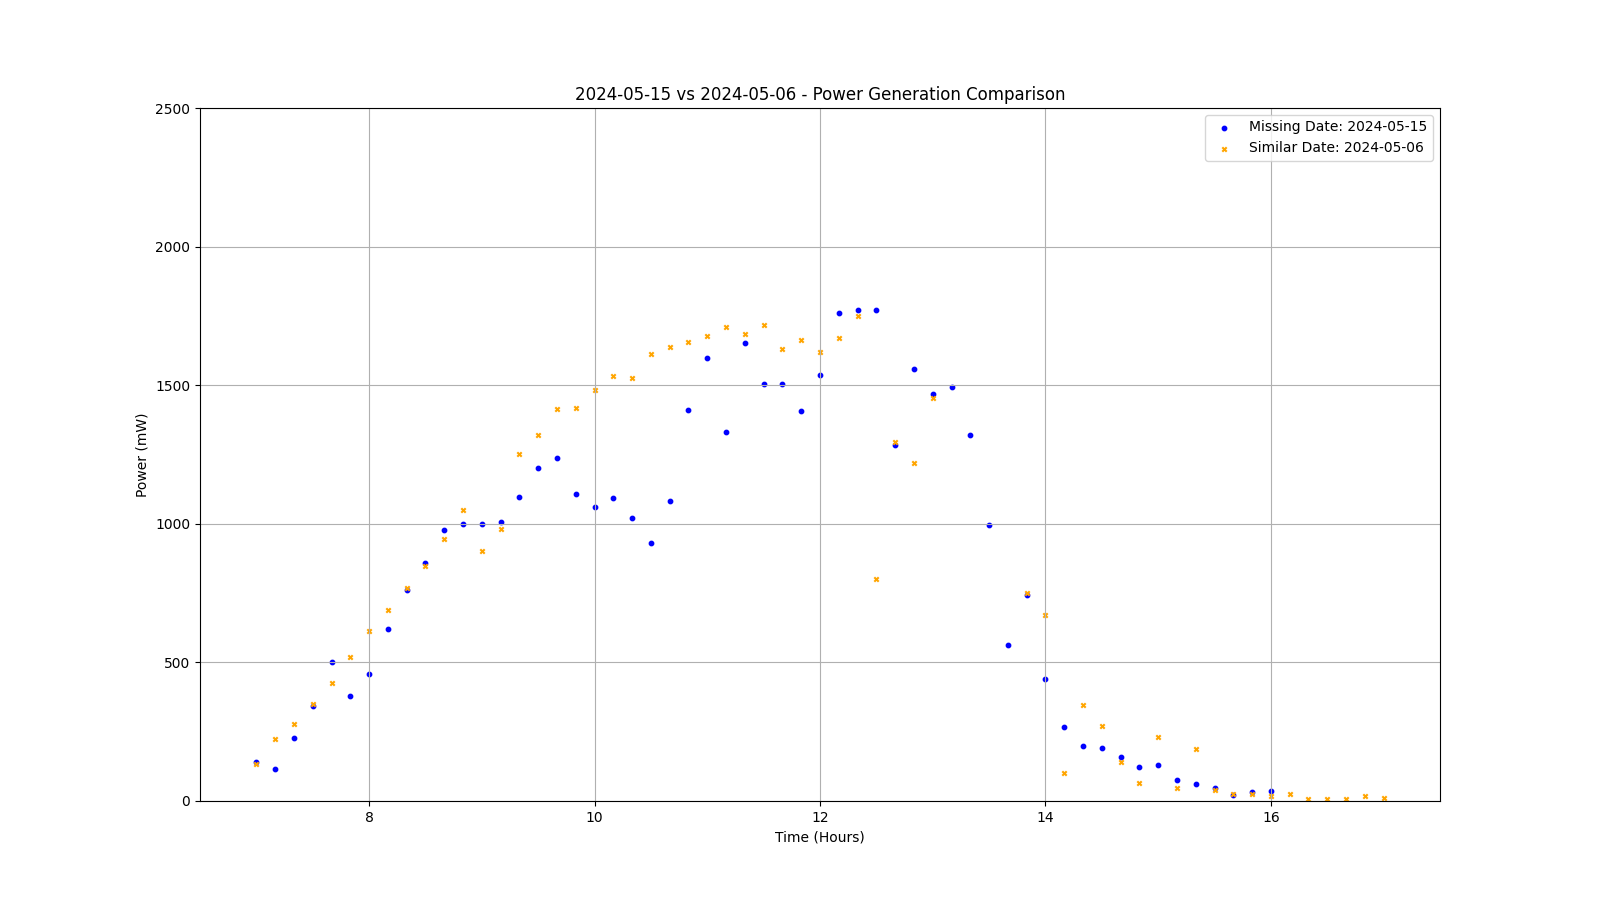 2024-05-15 vs 2024-05-06 - Power Generation Comparison
Missing Date: 2024-05-15
Similar Date: 2024-05-06
2500
2000
1500
1000
500
0
Power (mW)
8 10 12 14 16
Time (Hours)